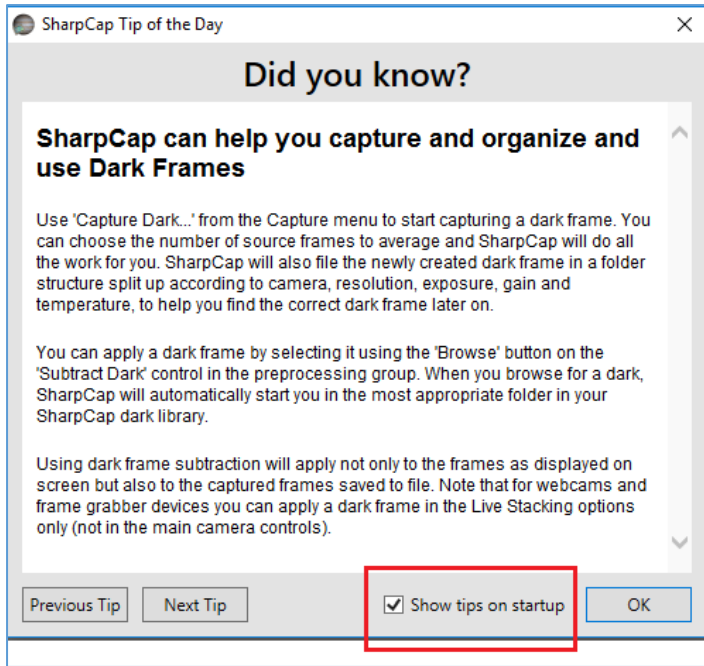 SharpCap Tip of the Day
Did you know?
SharpCap can help you capture and organize and
use Dark Frames
Use 'Capture Dark...' from the Capture menu to start capturing a dark frame. You
can choose the number of source frames to average and SharpCap will do all
the work for you. SharpCap will also file the newly created dark frame in a folder
structure split up according to camera, resolution, exposure, gain and
temperature, to help you find the correct dark frame later on.
You can apply a dark frame by selecting it using the 'Browse' button on the
'Subtract Dark' control in the preprocessing group. When you browse for a dark,
SharpCap will automatically start you in the most appropriate folder in your
SharpCap dark library.
Using dark frame subtraction will apply not only to the frames as displayed on
screen but also to the captured frames saved to file. Note that for webcams and
frame grabber devices you can apply a dark frame in the Live Stacking options
only (not in the main camera controls).
Previous Tip Next Tip Show tips on startup OK